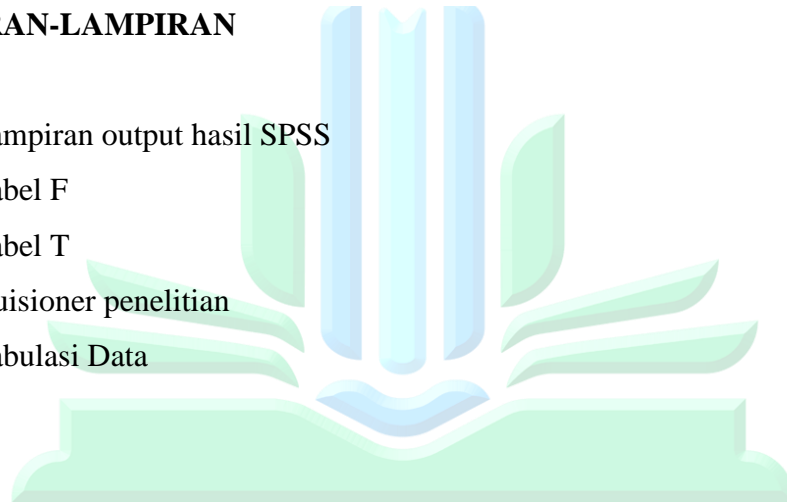 RAN-LAMPIRAN
ampiran output hasil SPSS
abel F
abel T
uisioner penelitian
abulasi Data